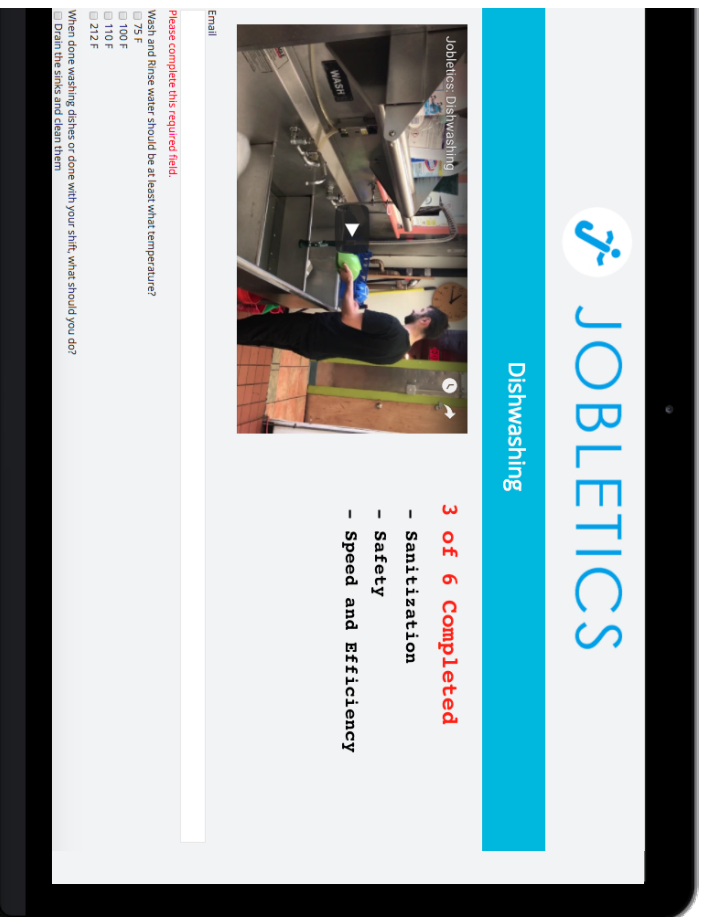 JOBLETICS
Dishwashing
Jobletics: Dishwashing
WASH
3 of 6 Completed
- Sanitization
- Safety
- Speed and Efficiency
Email
Please complete this required field.
Wash and Rinse water should be at least what temperature?
75 F
100 F
110 F
212 F
When done washing dishes or done with your shift, what should you do?
Drain the sinks and clean them